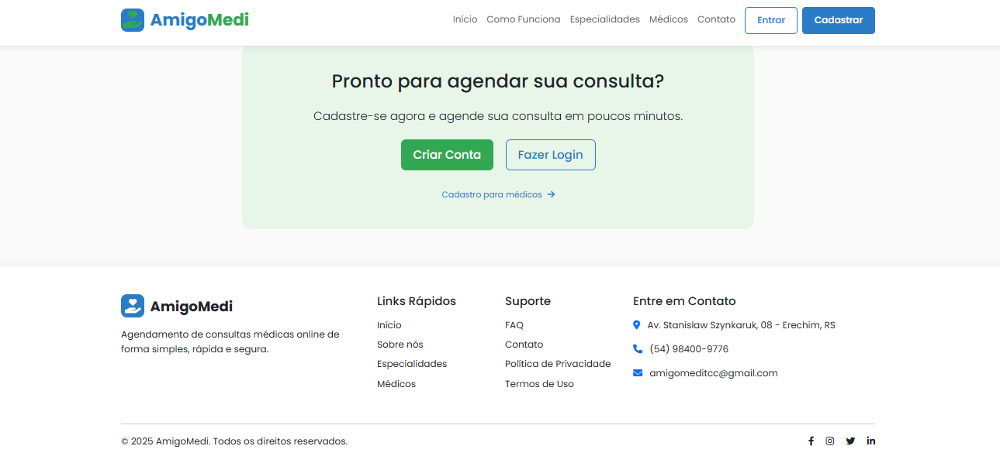 AmigoMedi
Início Como Funciona Especialidades Médicos Contato Entrar Cadastrar
Pronto para agendar sua consulta?
Cadastre-se agora e agende sua consulta em poucos minutos.
Criar Conta Fazer Login
Cadastro para médicos
AmigoMedi
Agendamento de consultas médicas online de
forma simples, rápida e segura.
Links Rápidos
Início
Sobre nós
Especialidades
Médicos
Suporte
FAQ
Contato
Política de Privacidade
Termos de Uso
Entre em Contato
Av. Stanislaw Szynkaruk, 08 - Erechim, RS
(54) 98400-9776
amigomeditcc@gmail.com
© 2025 AmigoMedi. Todos os direitos reservados.